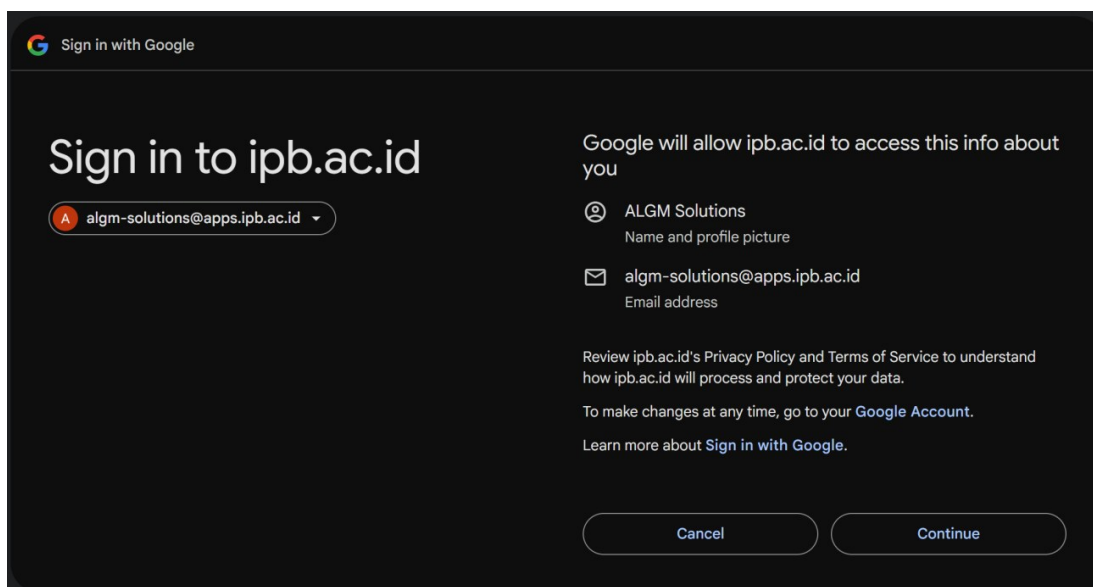 Sign in with Google
Sign in to ipb.ac.id
A algm-solutions@apps.ipb.ac.id
Google will allow ipb.ac.id to access this info about
you
ALGM Solutions
Name and profile picture
algm-solutions@apps.ipb.ac.id
Email address
Review ipb.ac.id's Privacy Policy and Terms of Service to understand
how ipb.ac.id will process and protect your data.
To make changes at any time, go to your Google Account.
Learn more about Sign in with Google.
Cancel
Continue